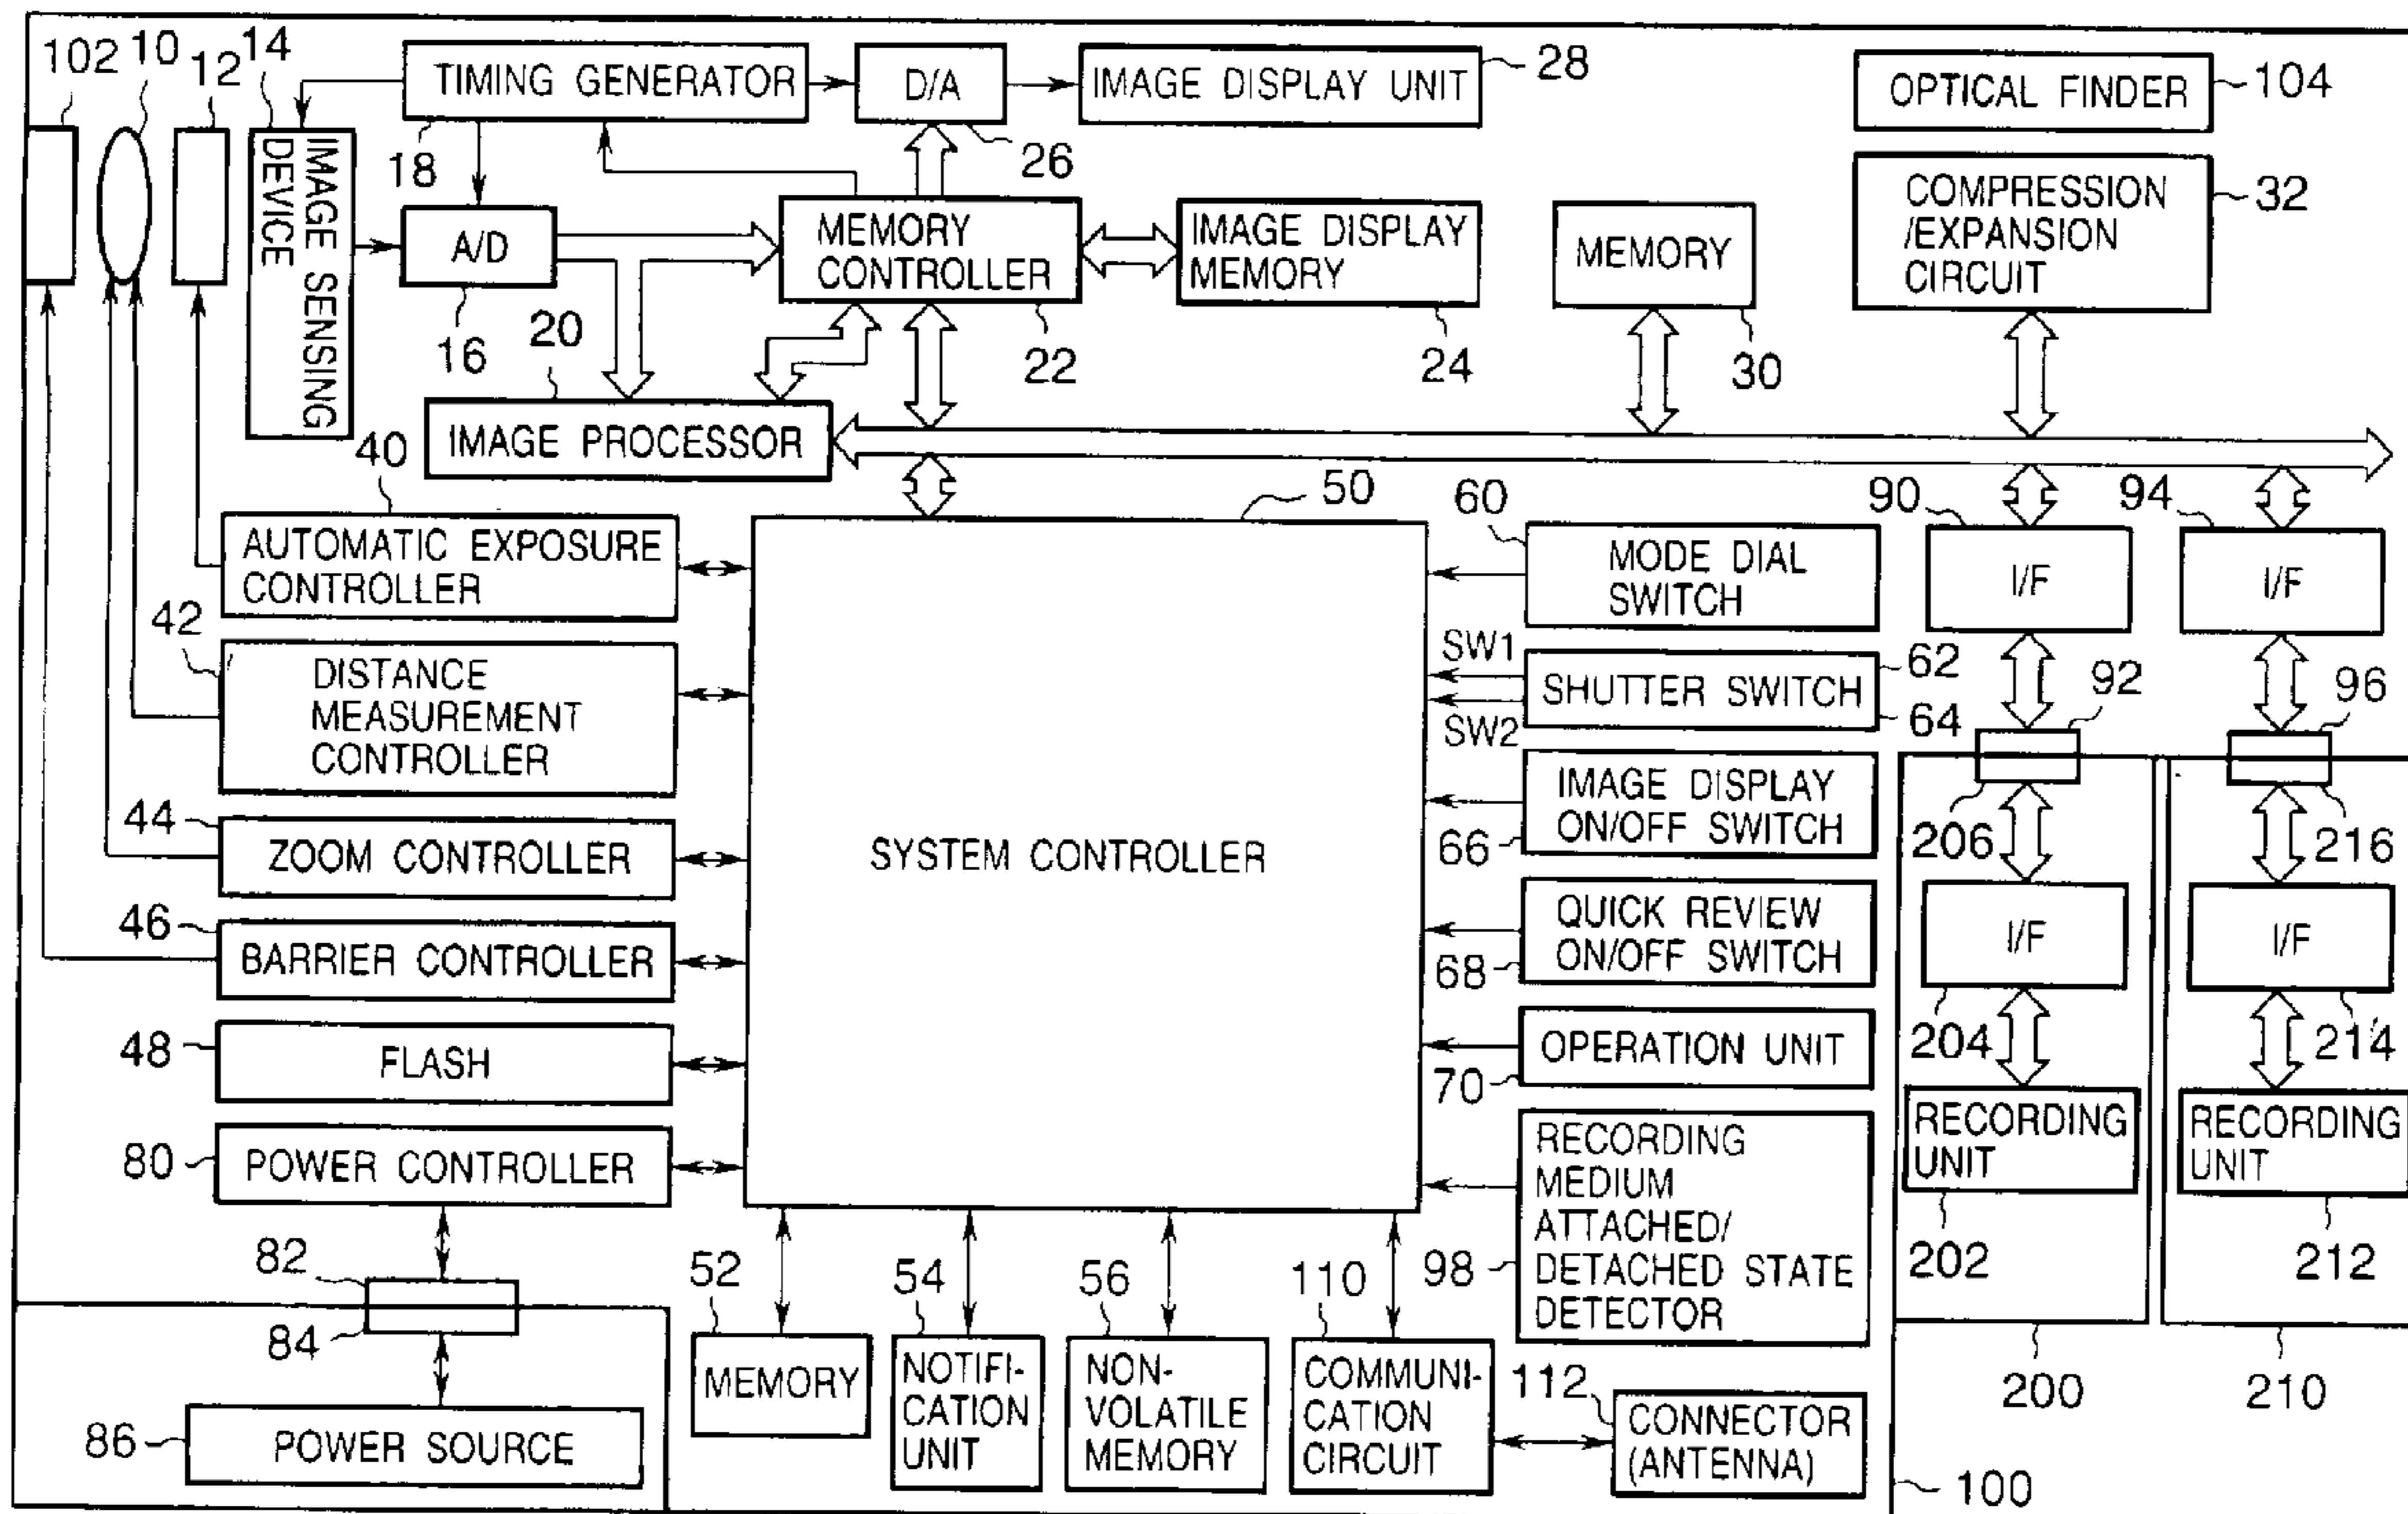 102
10
12
14
TIMING GENERATOR
18
D/A
26
IMAGE DISPLAY UNIT
28
OPTICAL FINDER
104
IMAGE SENSING
DEVICE
A/D
16
20
MEMORY
CONTROLLER
22
IMAGE DISPLAY
MEMORY
24
MEMORY
30
COMPRESSION
/EXPANSION
CIRCUIT
32
IMAGE PROCESSOR
40
AUTOMATIC EXPOSURE
CONTROLLER
42
DISTANCE
MEASUREMENT
CONTROLLER
44
ZOOM CONTROLLER
46
BARRIER CONTROLLER
48
FLASH
80
POWER CONTROLLER
82
84
86
POWER SOURCE
50
SYSTEM CONTROLLER
52
MEMORY
54
NOTIFI-
CATION
UNIT
56
NON-
VOLATILE
MEMORY
110
COMMUNI-
CATION
CIRCUIT
112
CONNECTOR
(ANTENNA)
60
MODE DIAL
SWITCH
SW1
SHUTTER SWITCH
62
64
SW2
IMAGE DISPLAY
ON/OFF SWITCH
66
QUICK REVIEW
ON/OFF SWITCH
68
OPERATION UNIT
70
RECORDING
MEDIUM
ATTACHED/
DETACHED STATE
DETECTOR
98
90
I/F
92
206
I/F
204
RECORDING
UNIT
202
200
94
I/F
96
216
I/F
214
RECORDING
UNIT
212
210
100